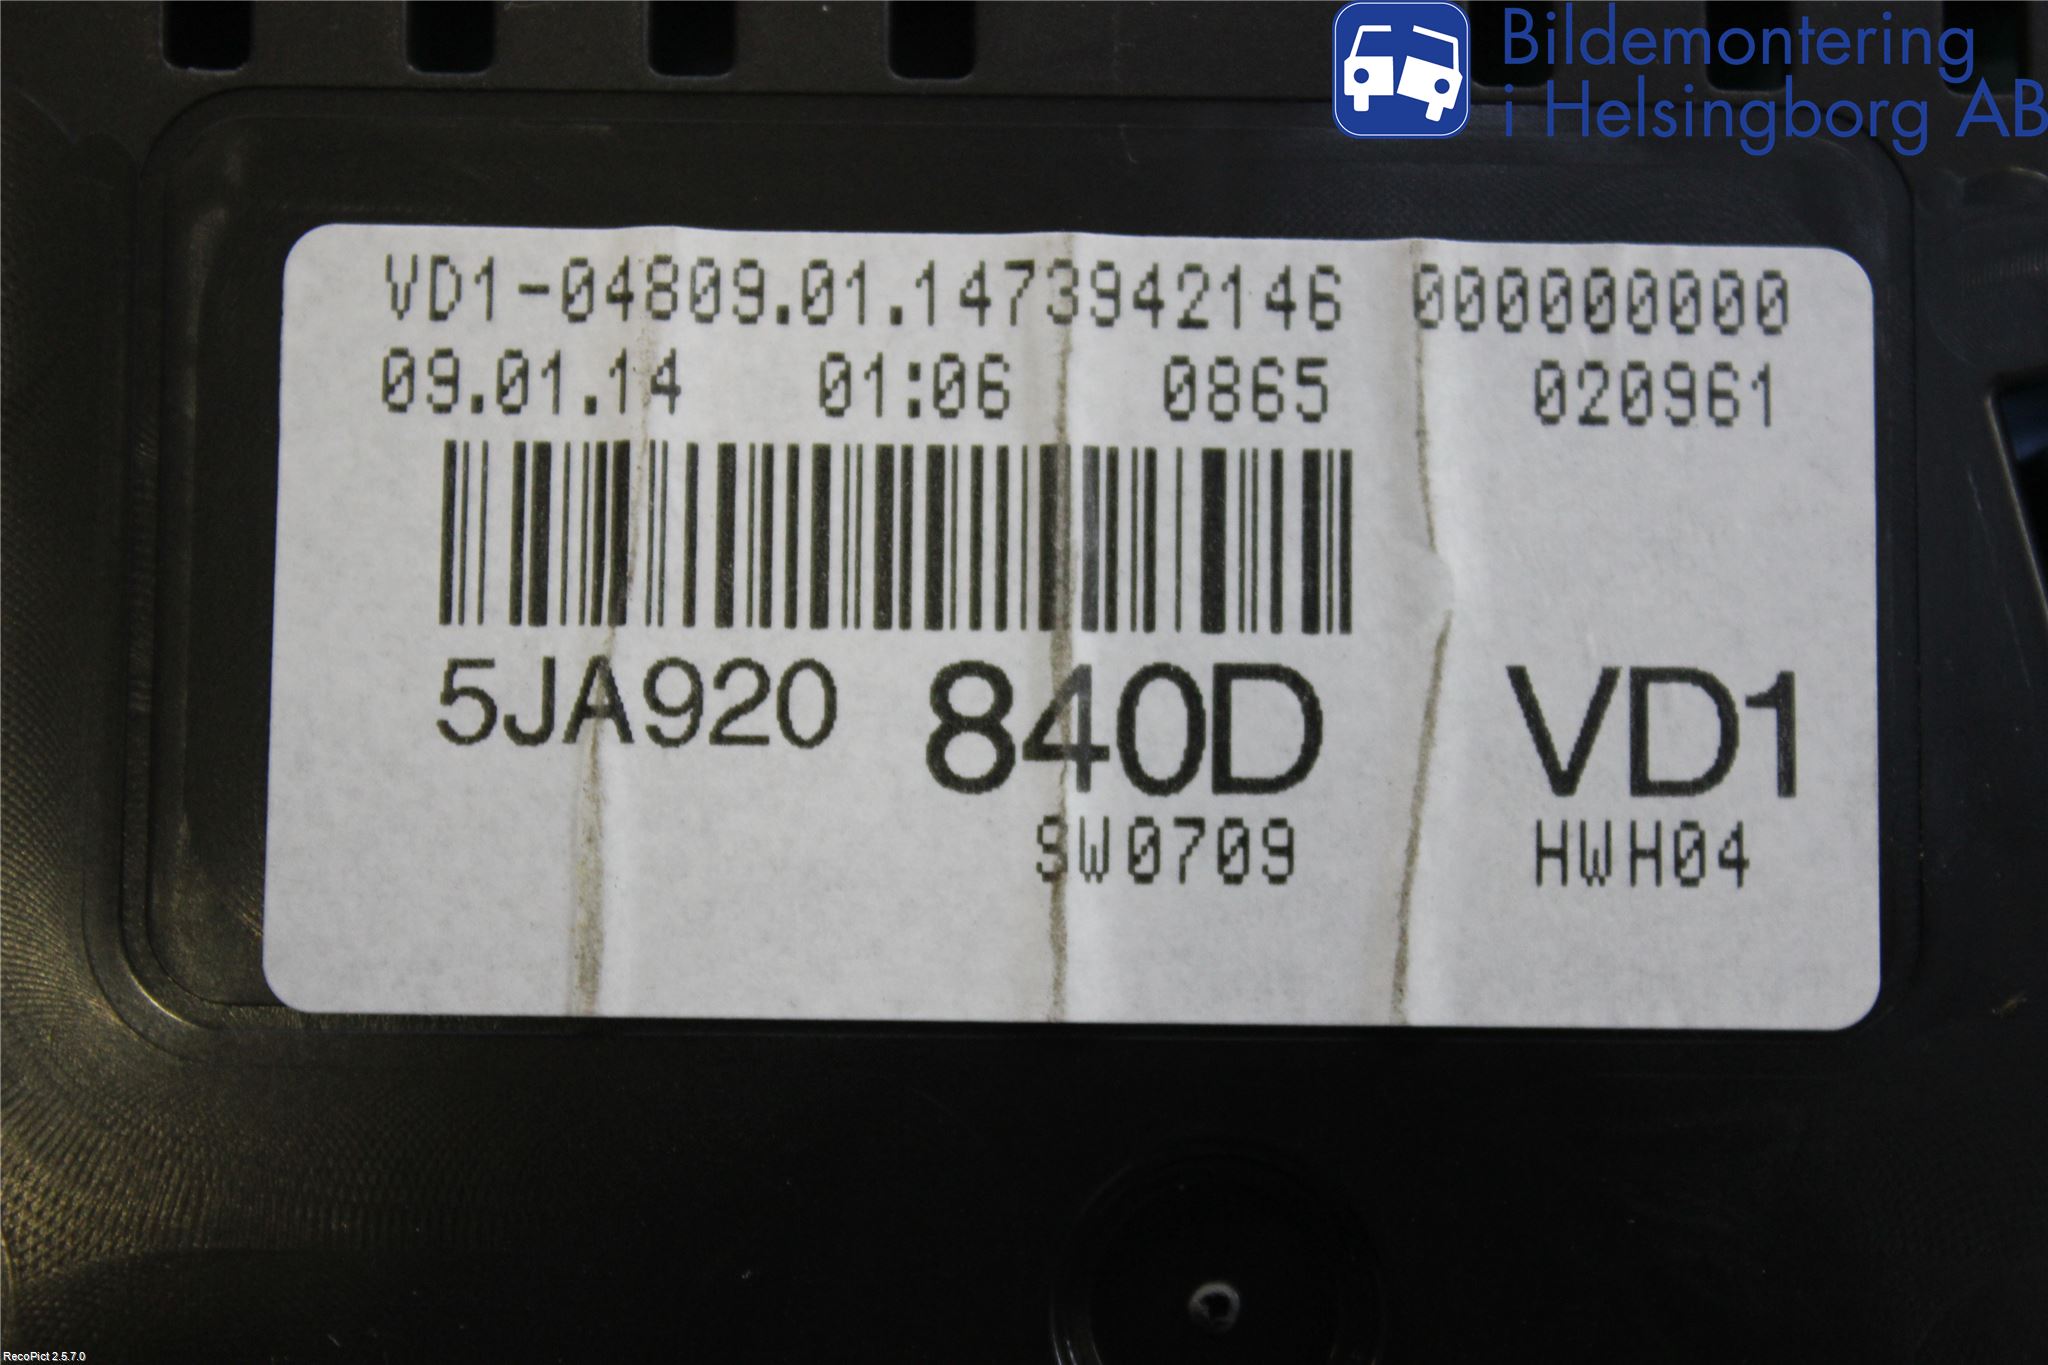 Bildemontering
i Helsingborg AB
VD1-04809.01.1473942146 000000000
09.01.14 01:06 0865 020961
5JA920 840D VD1
SW0709 HWH04
RecoPict 2.5.7.0